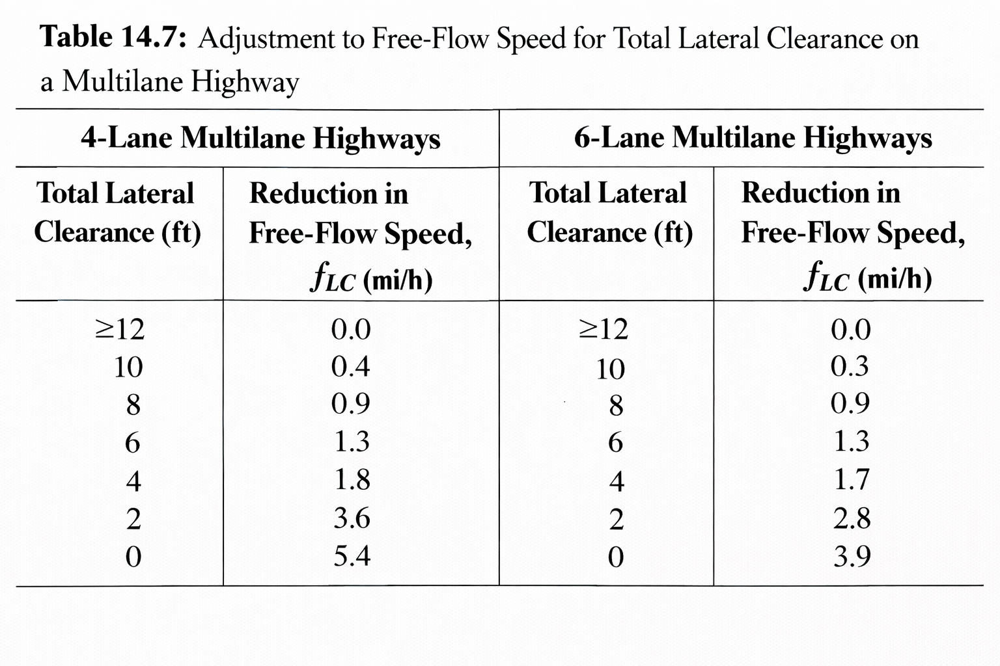 Table 14.7: Adjustment to Free-Flow Speed for Total Lateral Clearance on
a Multilane Highway
4-Lane Multilane Highways 6-Lane Multilane Highways
Total Lateral Reduction in Total Lateral Reduction in
Clearance (ft) Free-Flow Speed, Clearance (ft) Free-Flow Speed,
fLC (mi/h) fLC (mi/h)
≥12 0.0 ≥12 0.0
10 0.4 10 0.3
8 0.9 8 0.9
6 1.3 6 1.3
4 1.8 4 1.7
2 3.6 2 2.8
0 5.4 0 3.9